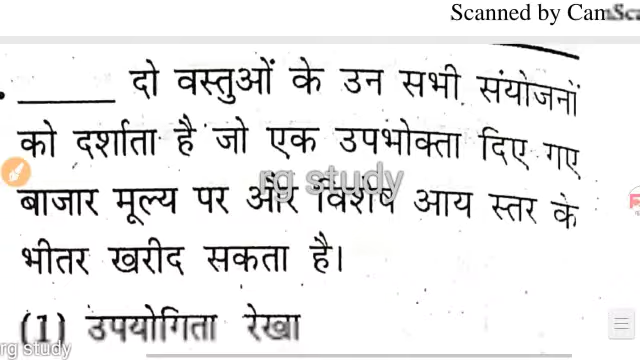 Scanned by CamSc
______ दो वस्तुओं के उन सभी संयोजनों
को दर्शाता है जो एक उपभोक्ता दिए गए
बाजार मूल्य पर और विशेष आय स्तर के
rg study
भीतर खरीद सकता है।
(1) उपयोगिता रेखा
rg study